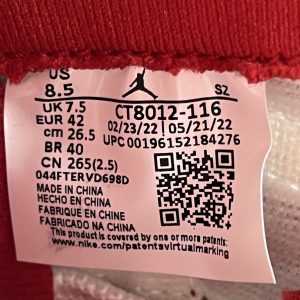 US
8.5
SZ
UK 7.5
EUR 42
cm 26.5
BR 40
CN 265(2.5)
CT8012-116
02/23/22 | 05/21/22
UPC 00196152184276
044FTERVD698D
MADE IN CHINA
HECHO EN CHINA
FABRIQUE EN CHINE
FABRICADO NA CHINA
This product is covered by one or more
patents. See
www.nike.com/patentsvirtualmarking